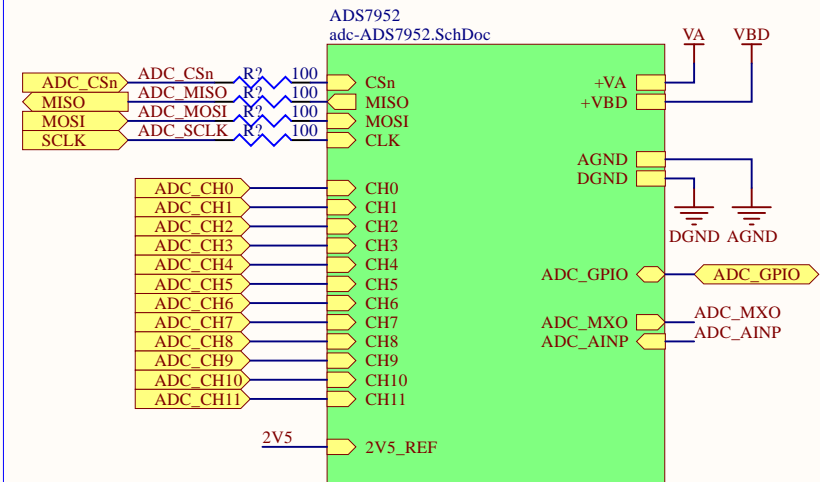 ADS7952
adc-ADS7952.SchDoc
VA VBD
ADC_CSn ADC_CSn R? 100 CSn +VA
MISO ADC_MISO R? 100 MISO +VBD
MOSI ADC_MOSI R? 100 MOSI
SCLK ADC_SCLK R? 100 CLK
AGND
DGND
ADC_CH0 CH0
ADC_CH1 CH1
ADC_CH2 CH2
DGND AGND
ADC_CH3 CH3
ADC_CH4 CH4
ADC_GPIO ADC_GPIO
ADC_CH5 CH5
ADC_CH6 CH6
ADC_CH7 CH7 ADC_MXO ADC_MXO
ADC_CH8 CH8 ADC_AINP ADC_AINP
ADC_CH9 CH9
ADC_CH10 CH10
ADC_CH11 CH11
2V5 2V5_REF